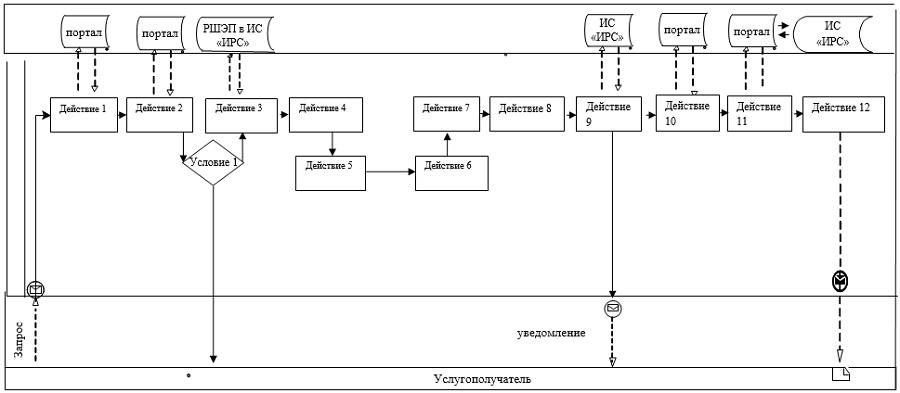 портал
портал
РШЭП в ИС
«ИРС»
ИС
«ИРС»
портал
портал
ИС
«ИРС»
Действие 1
Действие 2
Действие 3
Действие 4
Действие 7
Действие 8
Действие
9
Действие
10
Действие
11
Действие 12
Условие 1
Действие 5
Действие 6
Запрос
уведомление
Услугополучатель